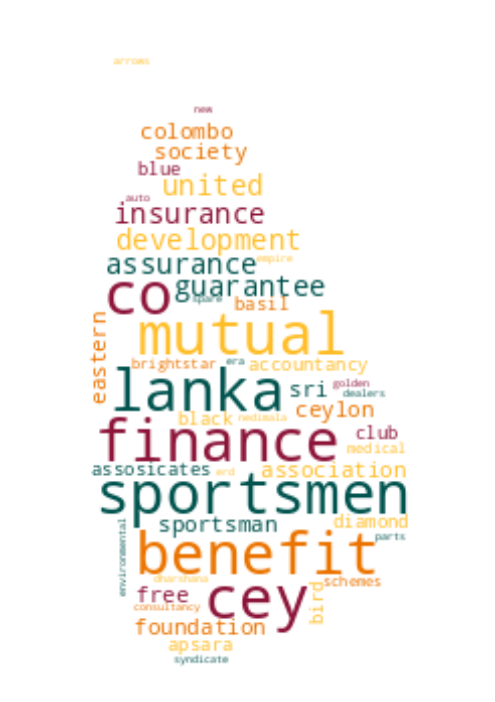 arrows
new
colombo
society
blue
united
auto
insurance
development
assurance empire
co guarantee
spare basil
eastern
mutual
brightstar era accountancy
lanka sri golden
dealers
black nedimala ceylon
finance club
medical
assosicates erd association
sportsmen
sportsman diamond
environmental
parts
benefit
dharshana schemes
free cey bird
consultancy
foundation
apsara
syndicate